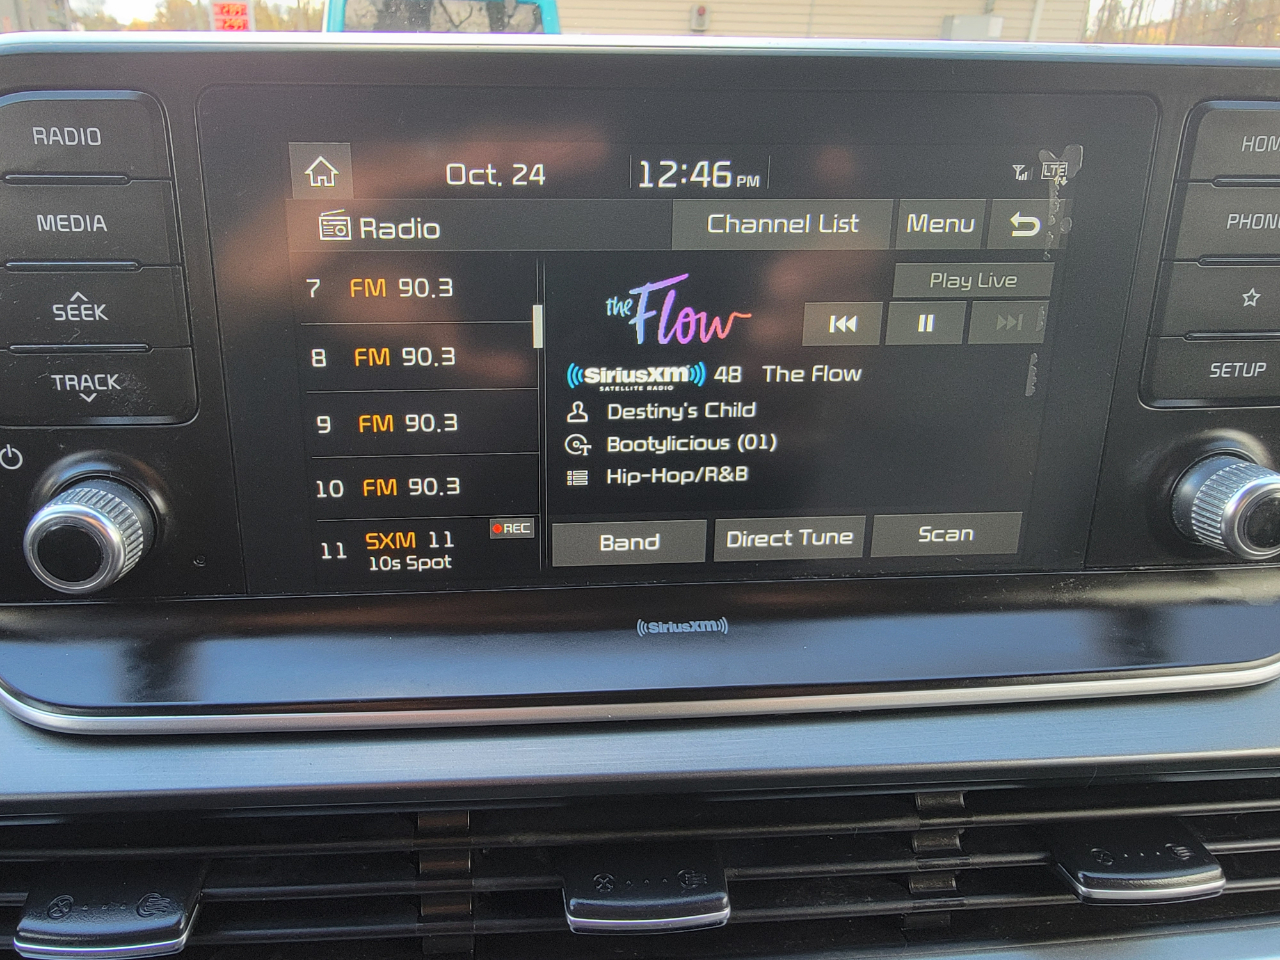 RADIO
MEDIA
SEEK
TRACK
Oct. 24 12:46 PM LTE
Radio Channel List Menu
7 FM 90.3
8 FM 90.3
9 FM 90.3
10 FM 90.3
11 SXM 11 REC
10s Spot
Play Live
the Flow
((SiriusXM)) 48 The Flow
SATELLITE RADIO
Destiny's Child
Bootylicious (01)
Hip-Hop/R&B
Band Direct Tune Scan
HOM
PHON
SETUP
((SiriusXM))